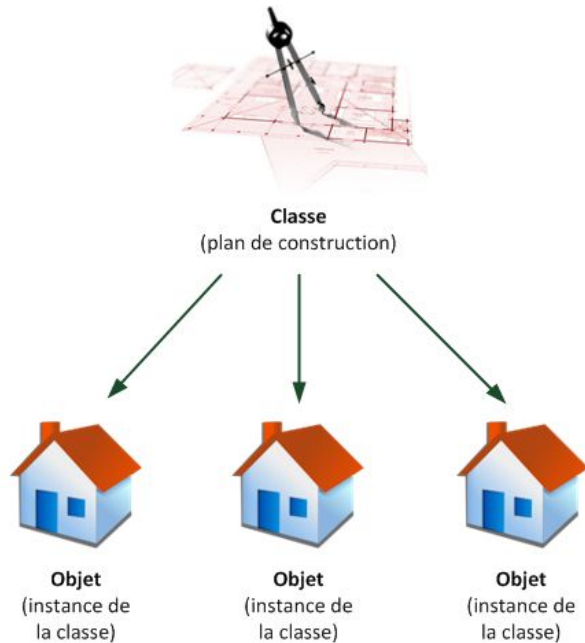 Classe
(plan de construction)
Objet
(instance de
la classe)
Objet
(instance de
la classe)
Objet
(instance de
la classe)